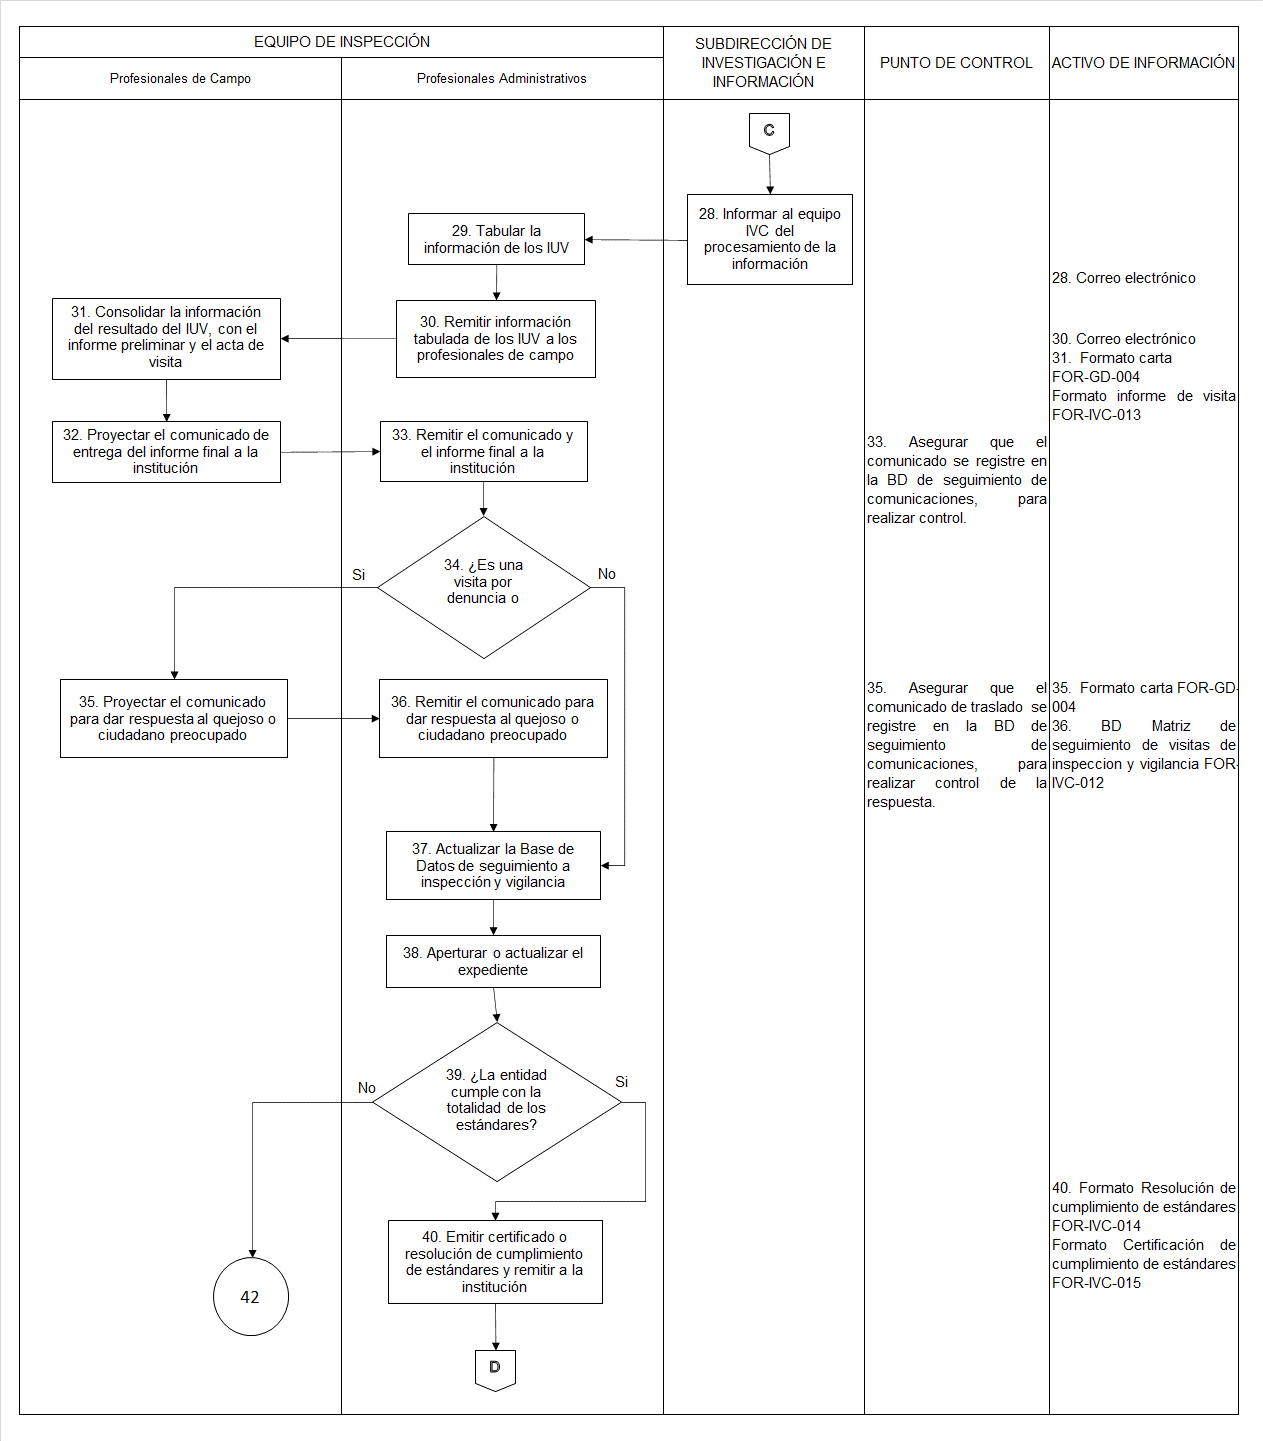 EQUIPO DE INSPECCIÓN
Profesionales de Campo
Profesionales Administrativos
SUBDIRECCIÓN DE
INVESTIGACIÓN E
INFORMACIÓN
PUNTO DE CONTROL
ACTIVO DE INFORMACIÓN
C
28. Informar al equipo
IVC del
procesamiento de la
información
29. Tabular la
información de los IUV
28. Correo electrónico
30. Remitir información
tabulada de los IUV a los
profesionales de campo
31. Consolidar la información
del resultado del IUV, con el
informe preliminar y el acta de
visita
30. Correo electrónico
31. Formato carta
FOR-GD-004
Formato informe de visita
FOR-IVC-013
32. Proyectar el comunicado de
entrega del informe final a la
institución
33. Remitir el comunicado y
el informe final a la
institución
33. Asegurar que el
comunicado se registre en
la BD de seguimiento de
comunicaciones, para
realizar control.
34. ¿Es una
visita por
denuncia o
Si
No
35. Proyectar el comunicado
para dar respuesta al quejoso o
ciudadano preocupado
36. Remitir el comunicado para
dar respuesta al quejoso o
ciudadano preocupado
35. Asegurar que el
comunicado de traslado se
registre en la BD de
seguimiento de
comunicaciones, para
realizar control de la
respuesta.
35. Formato carta FOR-GD-
004
36. BD Matriz de
seguimiento de visitas de
inspeccion y vigilancia FOR-
IVC-012
37. Actualizar la Base de
Datos de seguimiento a
inspección y vigilancia
38. Aperturar o actualizar el
expediente
39. ¿La entidad
cumple con la
totalidad de los
estándares?
No
Si
40. Emitir certificado o
resolución de cumplimiento
de estándares y remitir a la
institución
40. Formato Resolución de
cumplimiento de estándares
FOR-IVC-014
Formato Certificación de
cumplimiento de estándares
FOR-IVC-015
42
D